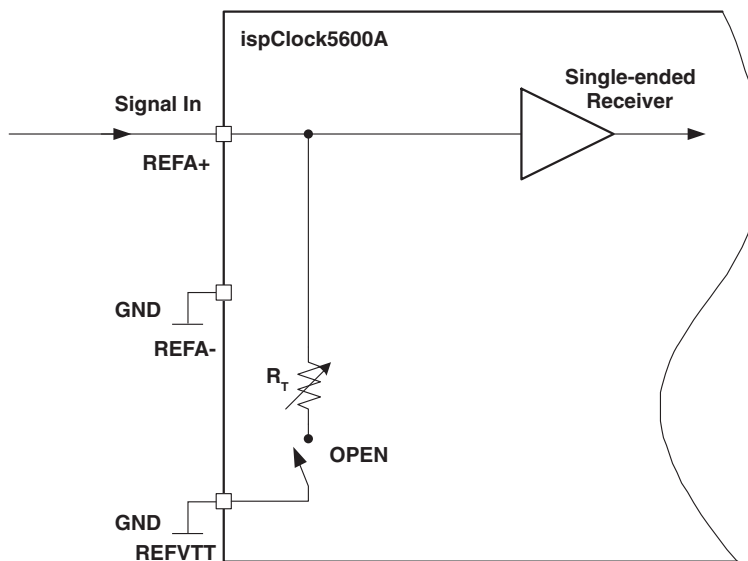 ispClock5600A
Single-ended
Receiver
Signal In
REFA+
GND
REFA-
RT
OPEN
GND
REFVTT